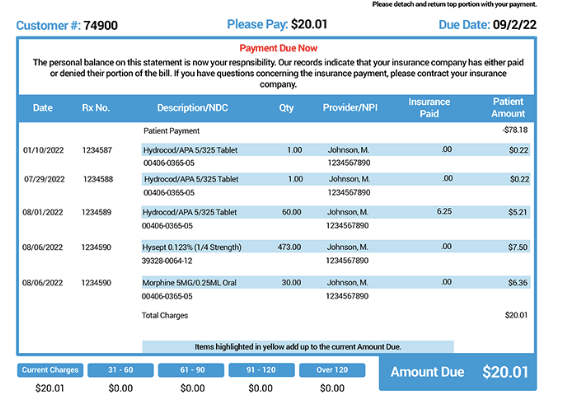 Please detach and return top portion with your payment.
Customer #: 74900 Please Pay: $20.01 Due Date: 09/2/22
Payment Due Now
The personal balance on this statement is now your respnsibility. Our records indicate that your insurance company has either paid
or denied their portion of the bill. If you have questions concerning the insurance payment, please contract your insurance
company.
Date Rx No. Description/NDC Qty Provider/NPI Insurance Paid Patient Amount
Patient Payment -$78.18
01/10/2022 1234587 Hydrocod/APA 5/325 Tablet 1.00 Johnson, M. .00 $0.22
00406-0365-05 1234567890
07/29/2022 1234588 Hydrocod/APA 5/325 Tablet 1.00 Johnson, M. .00 $0.22
00406-0365-05 1234567890
08/01/2022 1234589 Hydrocod/APA 5/325 Tablet 60.00 Johnson, M. 6.25 $5.21
00406-0365-05 1234567890
08/06/2022 1234590 Hysept 0.123% (1/4 Strength) 473.00 Johnson, M. .00 $7.50
39328-0064-12 1234567890
08/06/2022 1234590 Morphine 5MG/0.25ML Oral 30.00 Johnson, M. .00 $6.36
00406-0365-05 1234567890
Total Charges $20.01
Items highlighted in yellow add up to the current Amount Due.
Current Charges 31 - 60 61 - 90 91 - 120 Over 120 Amount Due $20.01
$20.01 $0.00 $0.00 $0.00 $0.00